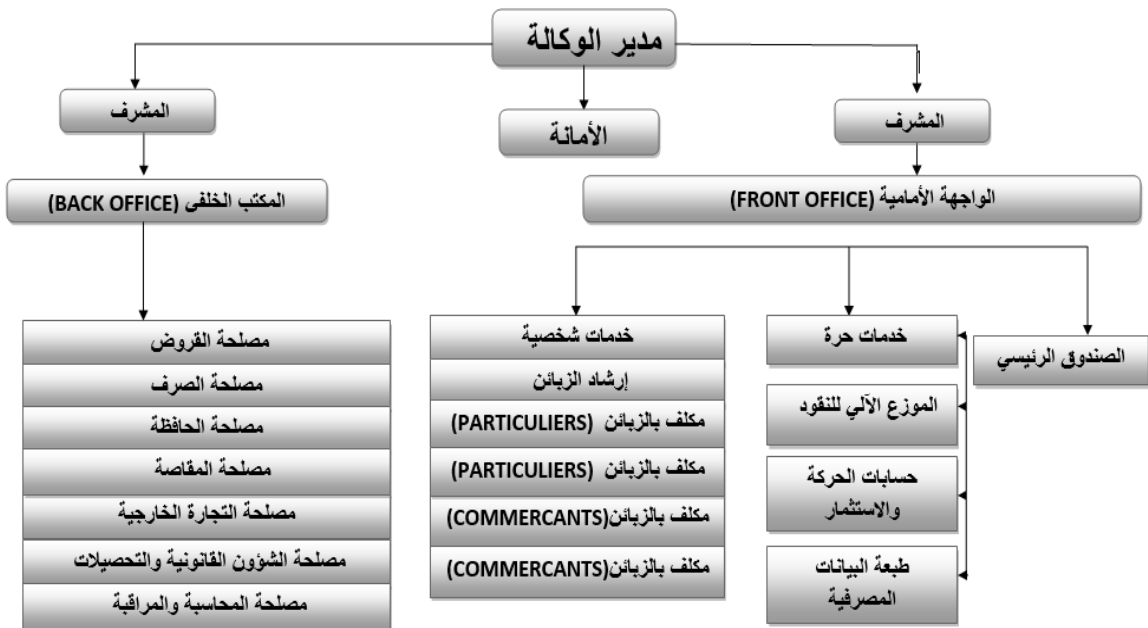 مدير الوكالة
المشرف
الأمانة
المشرف
الواجهة الأمامية (FRONT OFFICE)
المكتب الخلفي (BACK OFFICE)
الصندوق الرئيسي
خدمات حرة
الموزع الآلي للنقود
حسابات الحركة
والاستثمار
طبعة البيانات
المصرفية
خدمات شخصية
إرشاد الزبائن
مكلف بالزبائن (PARTICULIERS)
مكلف بالزبائن (PARTICULIERS)
مكلف بالزبائن(COMMERCANTS)
مكلف بالزبائن(COMMERCANTS)
مصلحة القروض
مصلحة الصرف
مصلحة الحافظة
مصلحة المقاصة
مصلحة التجارة الخارجية
مصلحة الشؤون القانونية والتحصيلات
مصلحة المحاسبة والمراقبة